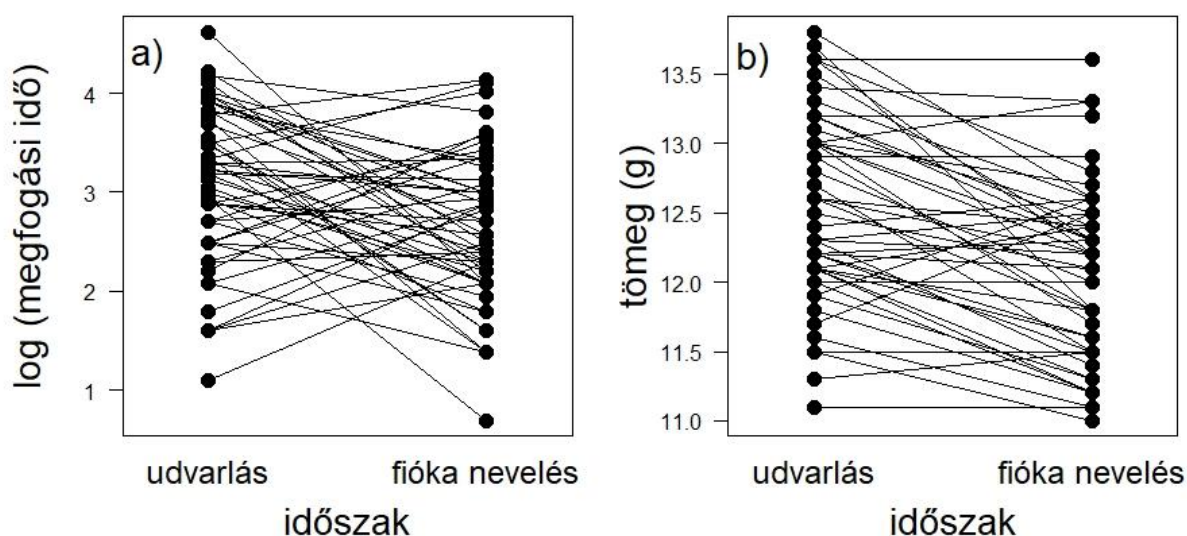 a)
log (megfogási idő)
4
3
2
1
udvarlás
fióka nevelés
időszak
b)
tömeg (g)
13.5
13.0
12.5
12.0
11.5
11.0
udvarlás
fióka nevelés
időszak